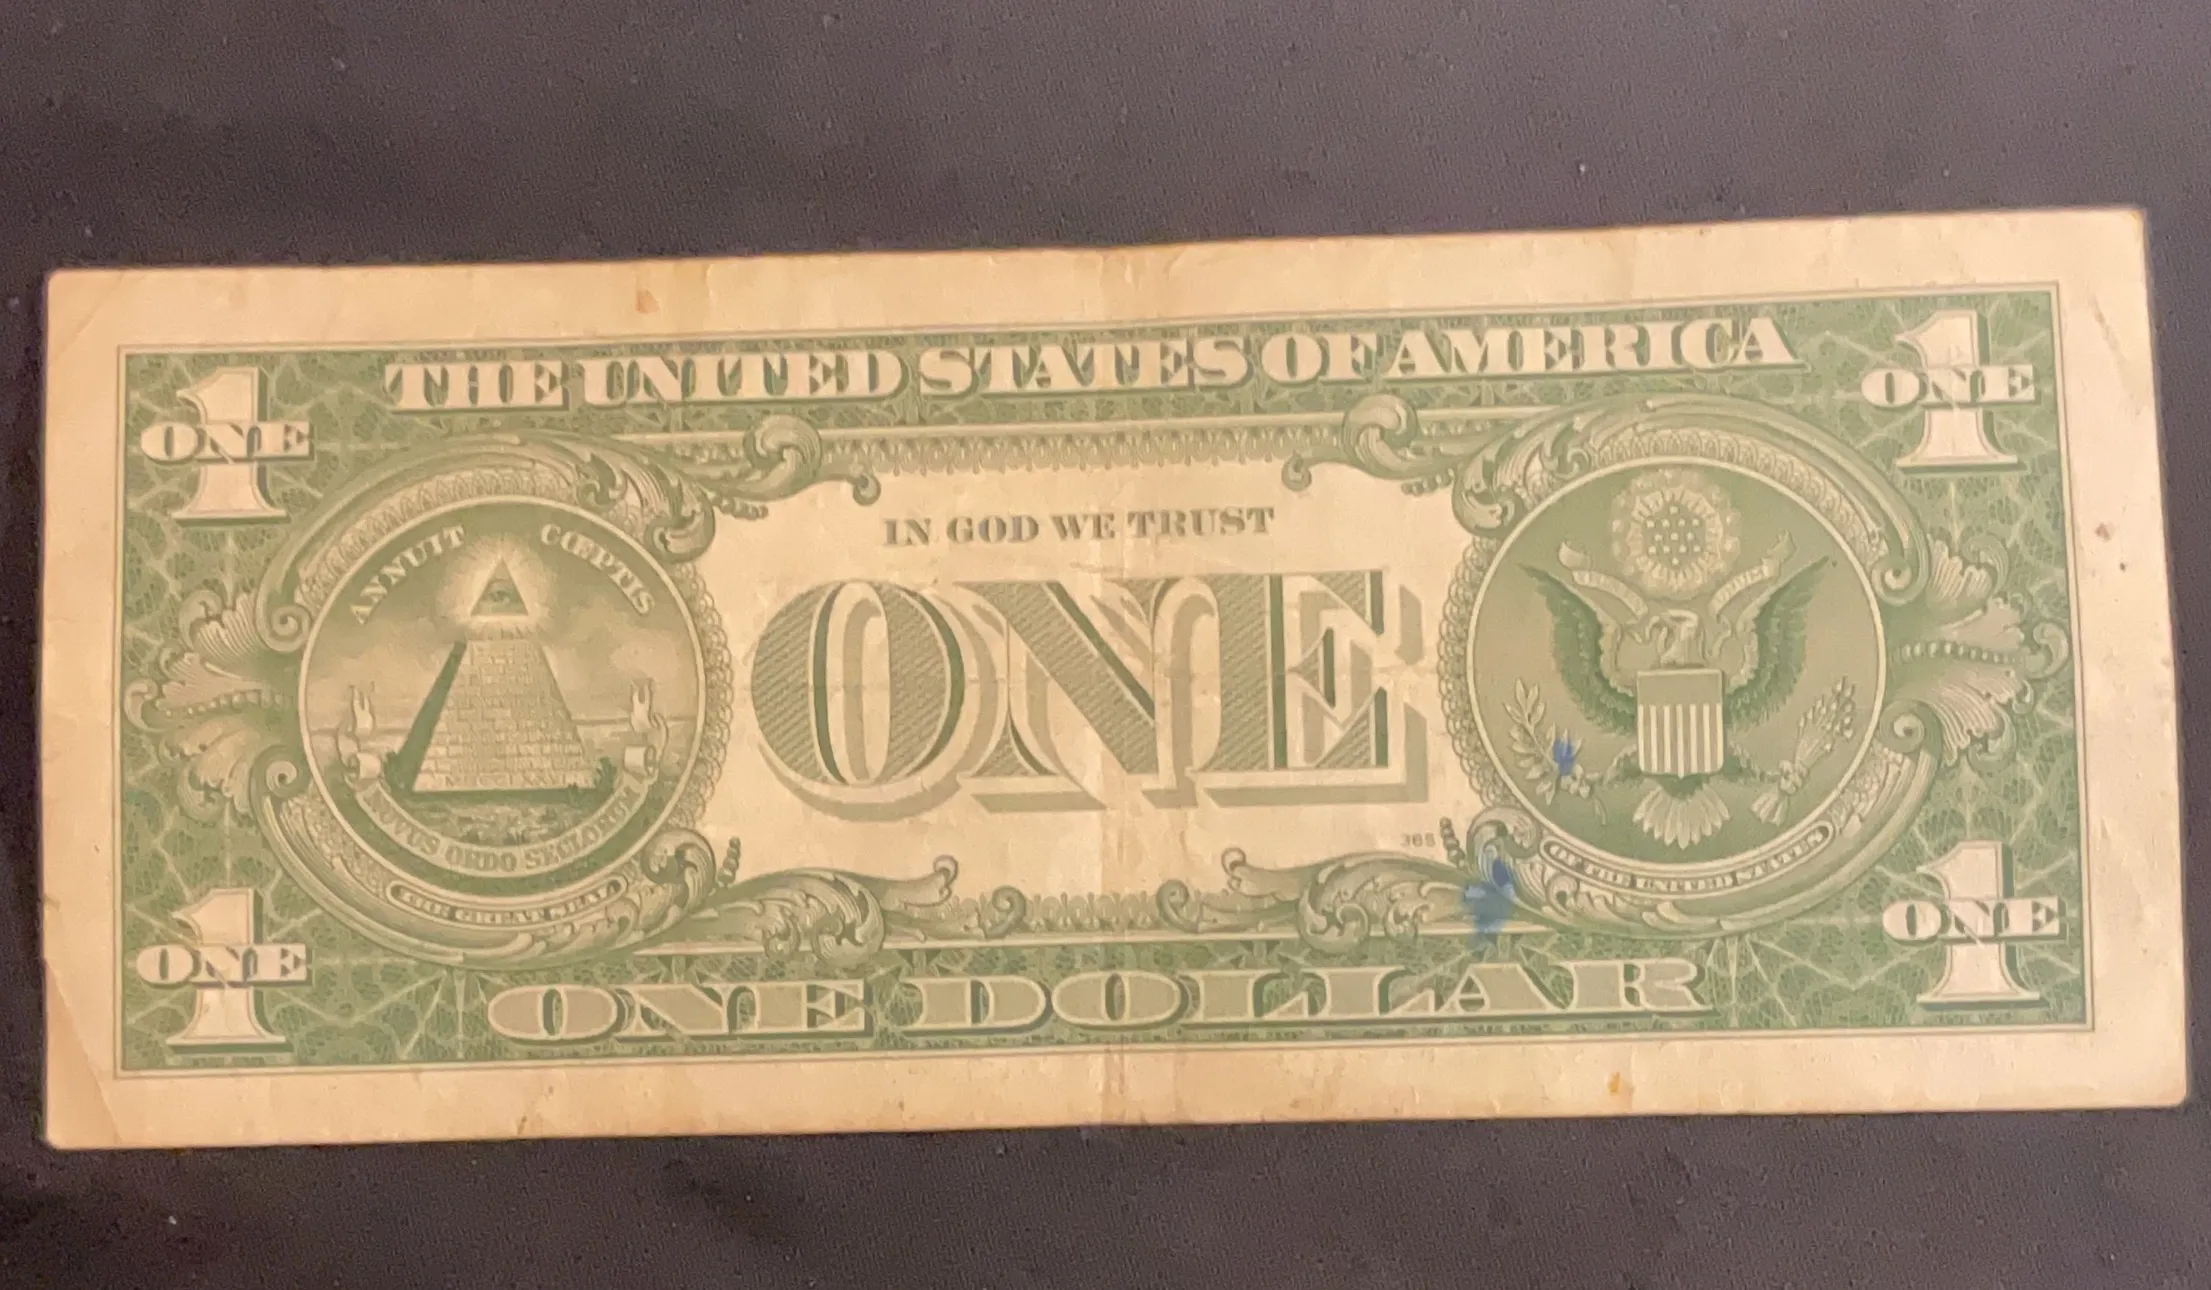 THE UNITED STATES OF AMERICA
1
ONE
1
ONE
ANNUIT CŒPTIS
IN GOD WE TRUST
ONE
NOVUS ORDO SECLORUM
THE GREAT SEAL
OF THE UNITED STATES
1
ONE
1
ONE
ONE DOLLAR